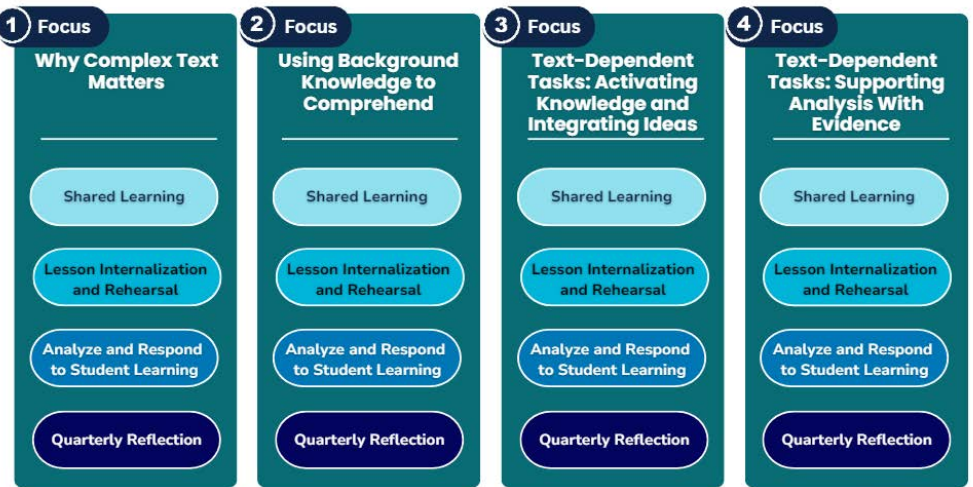 1 Focus
Why Complex Text
Matters
Shared Learning
Lesson Internalization
and Rehearsal
Analyze and Respond
to Student Learning
Quarterly Reflection
2 Focus
Using Background
Knowledge to
Comprehend
Shared Learning
Lesson Internalization
and Rehearsal
Analyze and Respond
to Student Learning
Quarterly Reflection
3 Focus
Text-Dependent
Tasks: Activating
Knowledge and
Integrating Ideas
Shared Learning
Lesson Internalization
and Rehearsal
Analyze and Respond
to Student Learning
Quarterly Reflection
4 Focus
Text-Dependent
Tasks: Supporting
Analysis With
Evidence
Shared Learning
Lesson Internalization
and Rehearsal
Analyze and Respond
to Student Learning
Quarterly Reflection